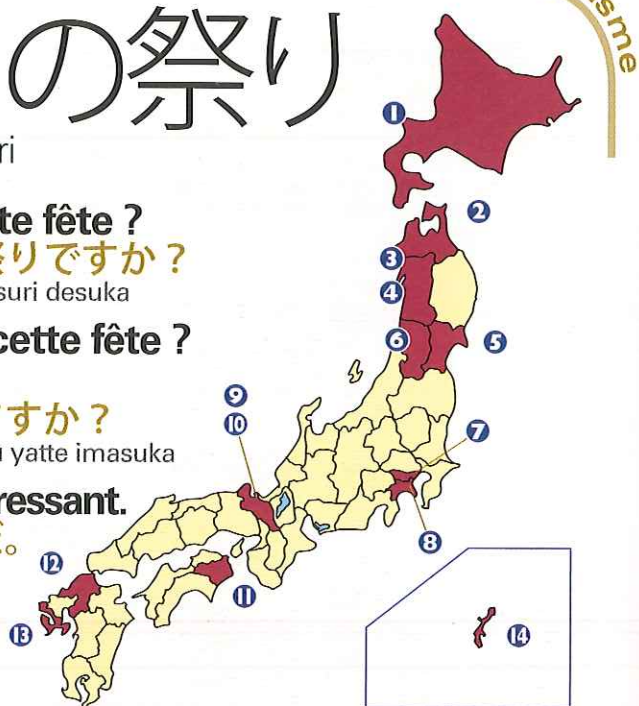 の祭り
ri
te fête ?
祭りですか？
suri desuka
cette fête ?
すか？
yatte imasuka
ressant.
sme
1
2
3
4
5
6
7
8
9
10
11
12
13
14